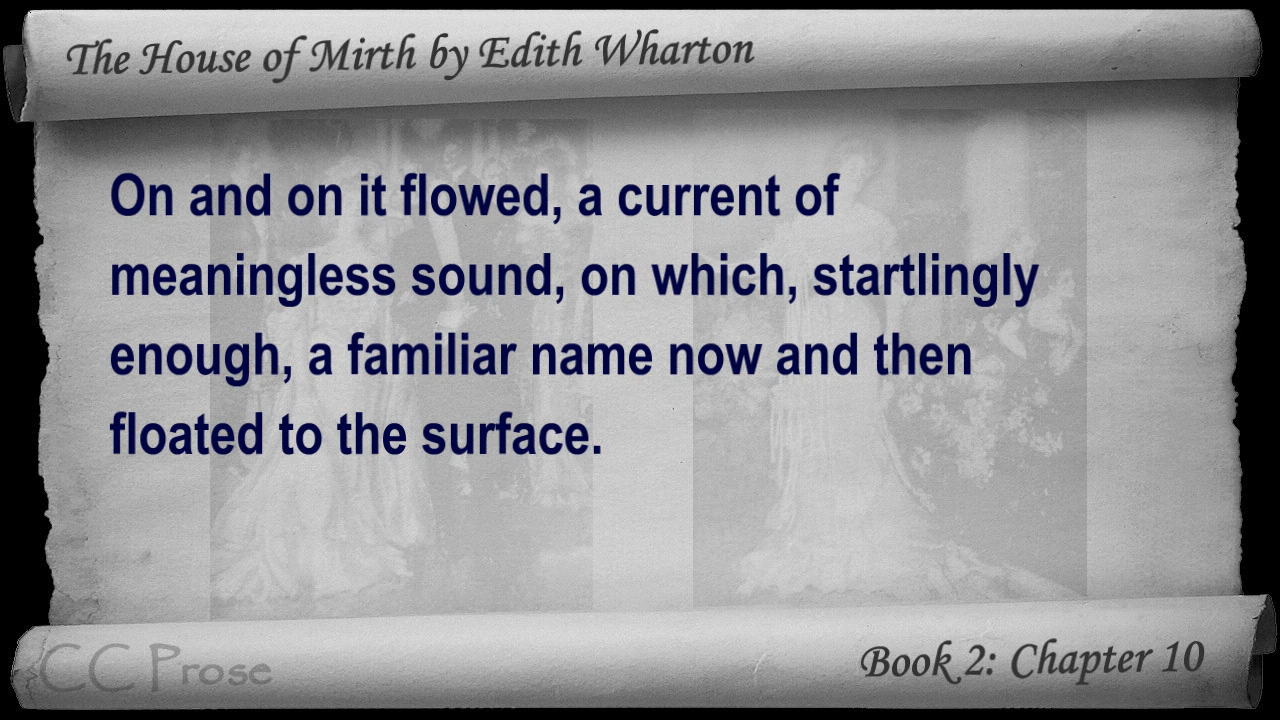 The House of Mirth by Edith Wharton
On and on it flowed, a current of
meaningless sound, on which, startlingly
enough, a familiar name now and then
floated to the surface.
CC Prose
Book 2: Chapter 10